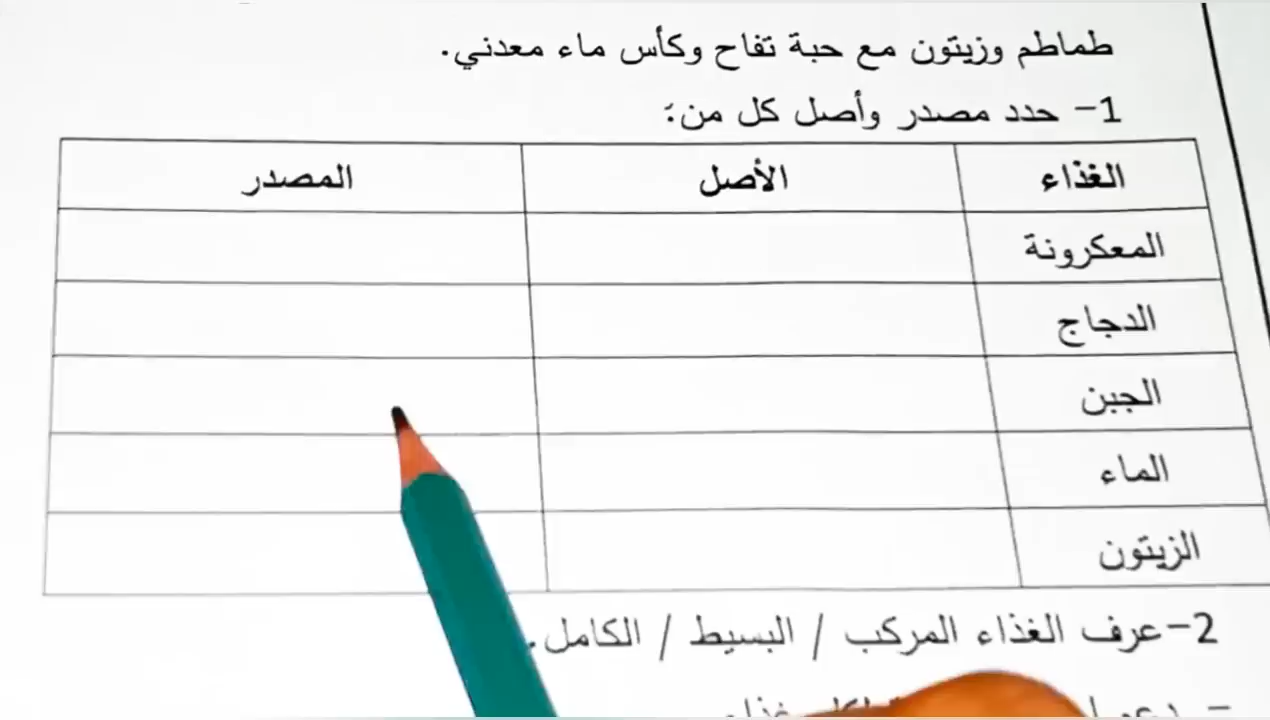 طماطم وزيتون مع حبة تفاح وكأس ماء معدني.
1- حدد مصدر وأصل كل من:
الغذاء الأصل المصدر
المعكرونة
الدجاج
الجبن
الماء
الزيتون
2-عرف الغذاء المركب / البسيط / الكامل.